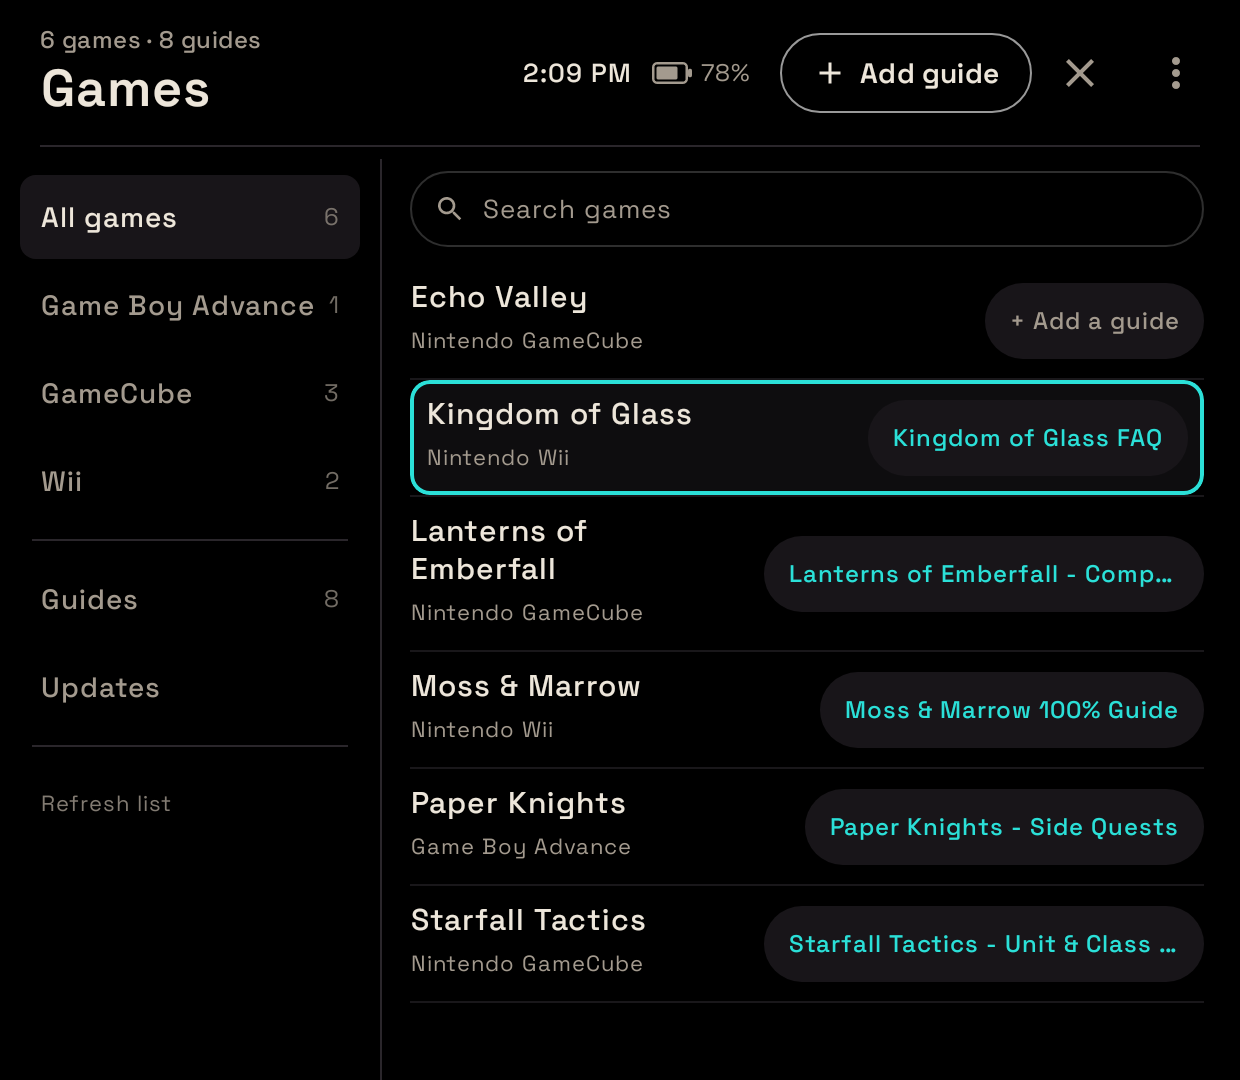 6 games · 8 guides
Games
2:09 PM
78%
+ Add guide
All games 6
Game Boy Advance 1
GameCube 3
Wii 2
Guides 8
Updates
Refresh list
Search games
Echo Valley
Nintendo GameCube
+ Add a guide
Kingdom of Glass
Nintendo Wii
Kingdom of Glass FAQ
Lanterns of
Emberfall
Nintendo GameCube
Lanterns of Emberfall - Comp…
Moss & Marrow
Nintendo Wii
Moss & Marrow 100% Guide
Paper Knights
Game Boy Advance
Paper Knights - Side Quests
Starfall Tactics
Nintendo GameCube
Starfall Tactics - Unit & Class …